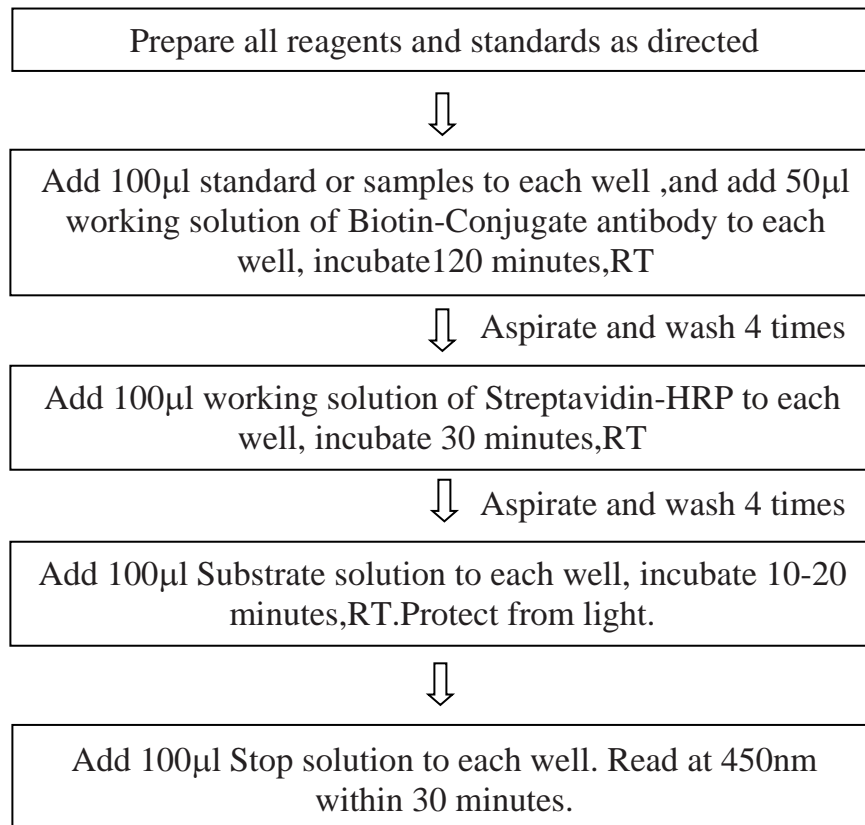 Prepare all reagents and standards as directed
Add 100μl standard or samples to each well ,and add 50μl
working solution of Biotin-Conjugate antibody to each
well, incubate120 minutes,RT
Aspirate and wash 4 times
Add 100μl working solution of Streptavidin-HRP to each
well, incubate 30 minutes,RT
Aspirate and wash 4 times
Add 100μl Substrate solution to each well, incubate 10-20
minutes,RT.Protect from light.
Add 100μl Stop solution to each well. Read at 450nm
within 30 minutes.